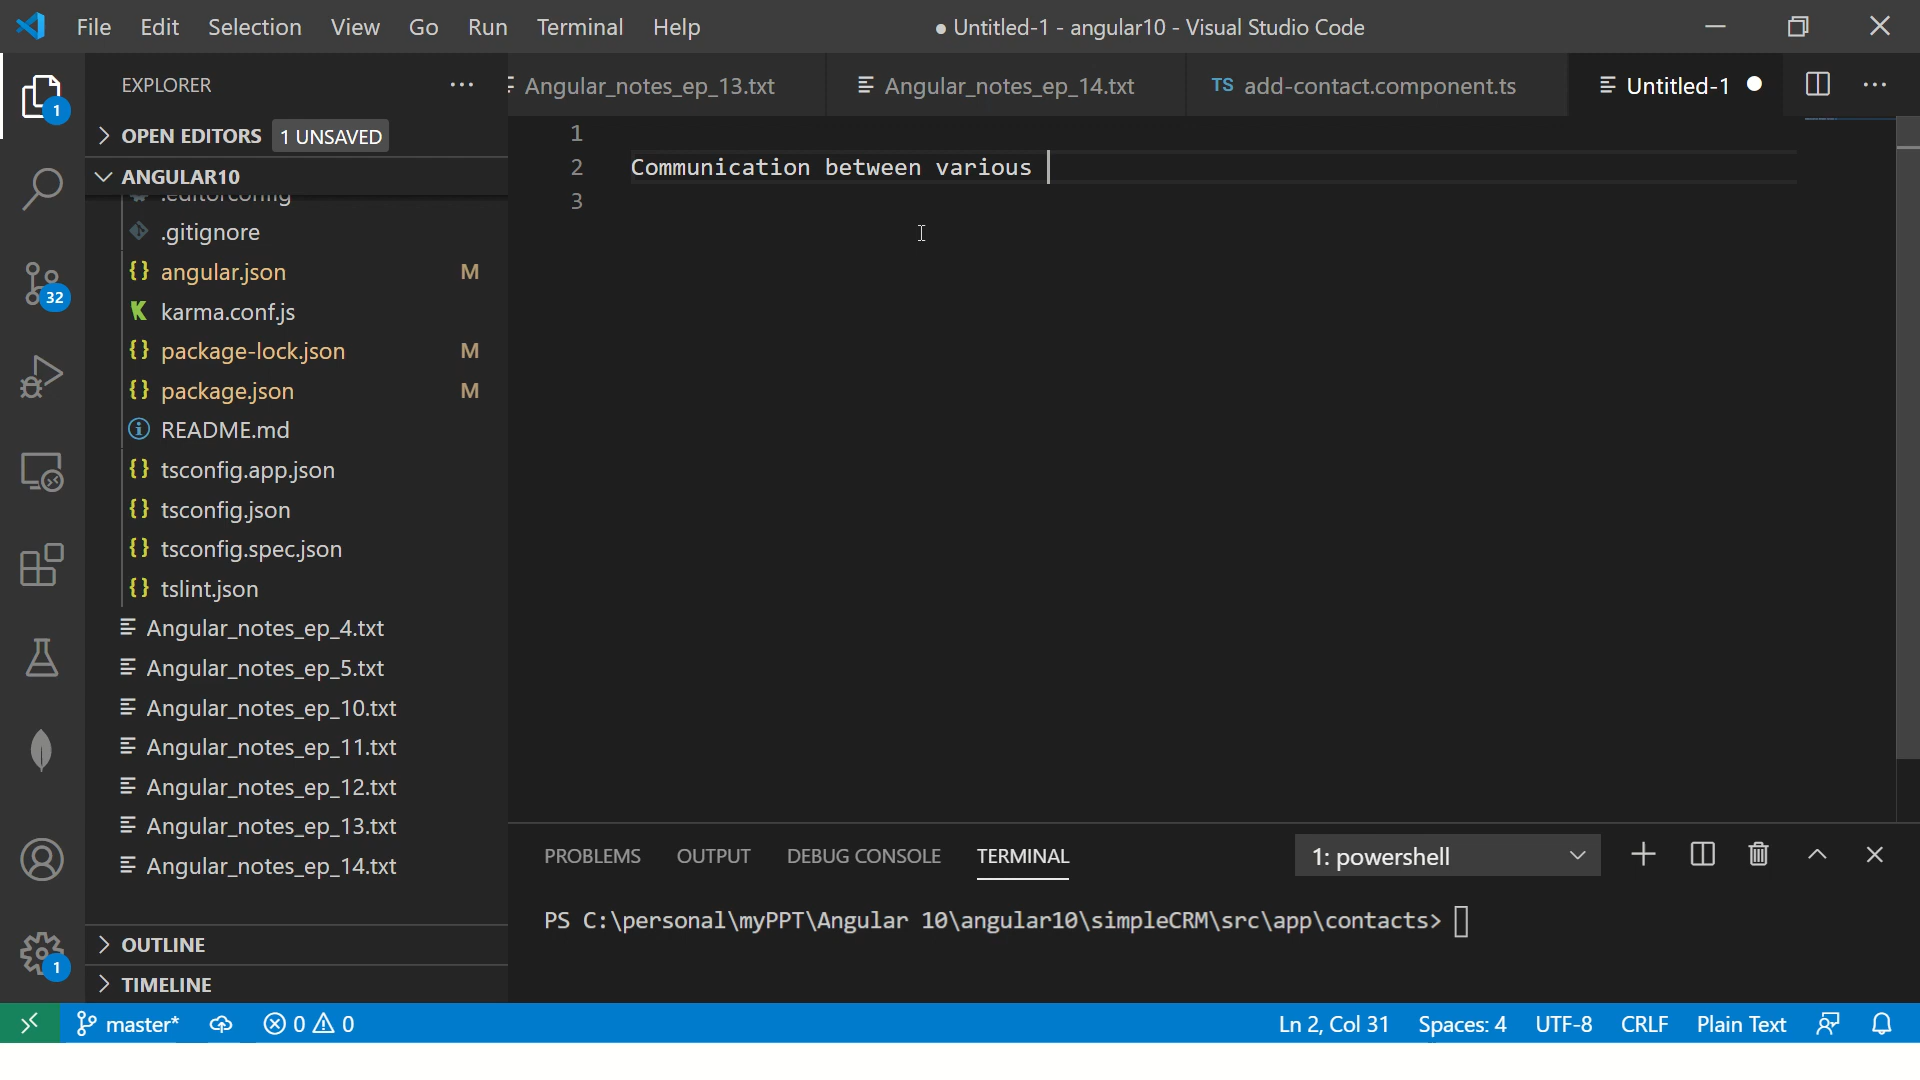 File Edit Selection View Go Run Terminal Help ● Untitled-1 - angular10 - Visual Studio Code
EXPLORER ···
Angular_notes_ep_13.txt Angular_notes_ep_14.txt TS add-contact.component.ts Untitled-1 ● ···
1
OPEN EDITORS 1 UNSAVED
ANGULAR10
.editorconfig
.gitignore
{} angular.json M
karma.conf.js
{} package-lock.json M
{} package.json M
README.md
{} tsconfig.app.json
{} tsconfig.json
{} tsconfig.spec.json
{} tslint.json
Angular_notes_ep_4.txt
Angular_notes_ep_5.txt
Angular_notes_ep_10.txt
Angular_notes_ep_11.txt
Angular_notes_ep_12.txt
Angular_notes_ep_13.txt
Angular_notes_ep_14.txt
OUTLINE
TIMELINE
32
1
1
2 Communication between various
3
PROBLEMS OUTPUT DEBUG CONSOLE TERMINAL 1: powershell
PS C:\personal\myPPT\Angular 10\angular10\simpleCRM\src\app\contacts>
master* 0 0 Ln 2, Col 31 Spaces: 4 UTF-8 CRLF Plain Text